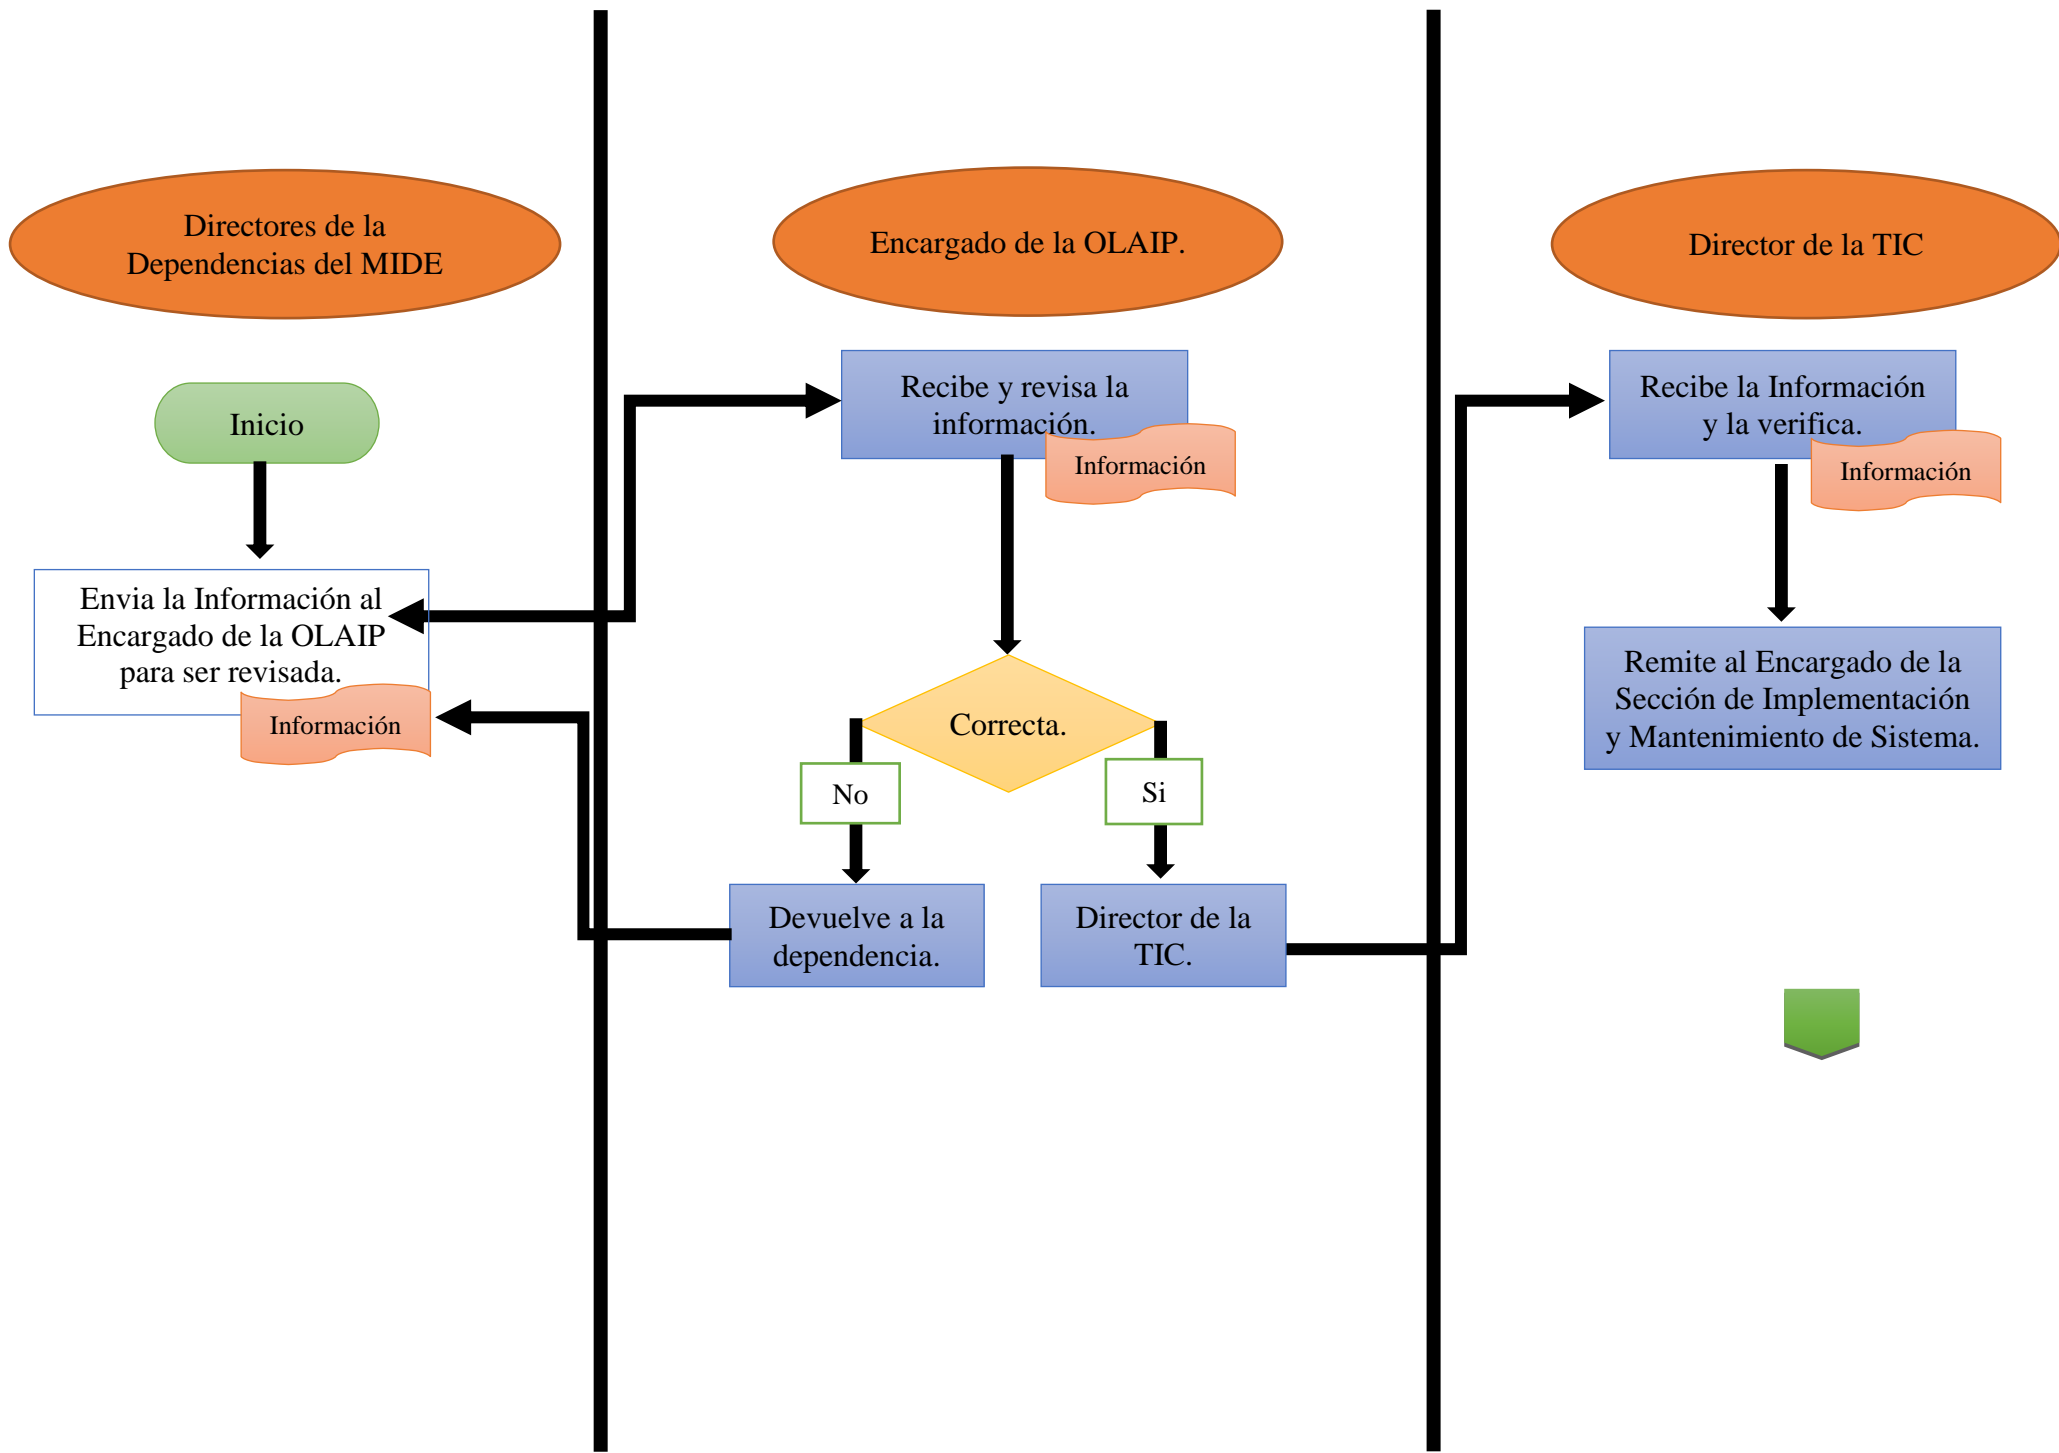 Directores de la
Dependencias del MIDE
Inicio
Envia la Información al
Encargado de la OLAIP
para ser revisada.
Información
Encargado de la OLAIP.
Recibe y revisa la
información.
Información
Correcta.
No
Si
Devuelve a la
dependencia.
Director de la
TIC.
Director de la TIC
Recibe la Información
y la verifica.
Información
Remite al Encargado de la
Sección de Implementación
y Mantenimiento de Sistema.